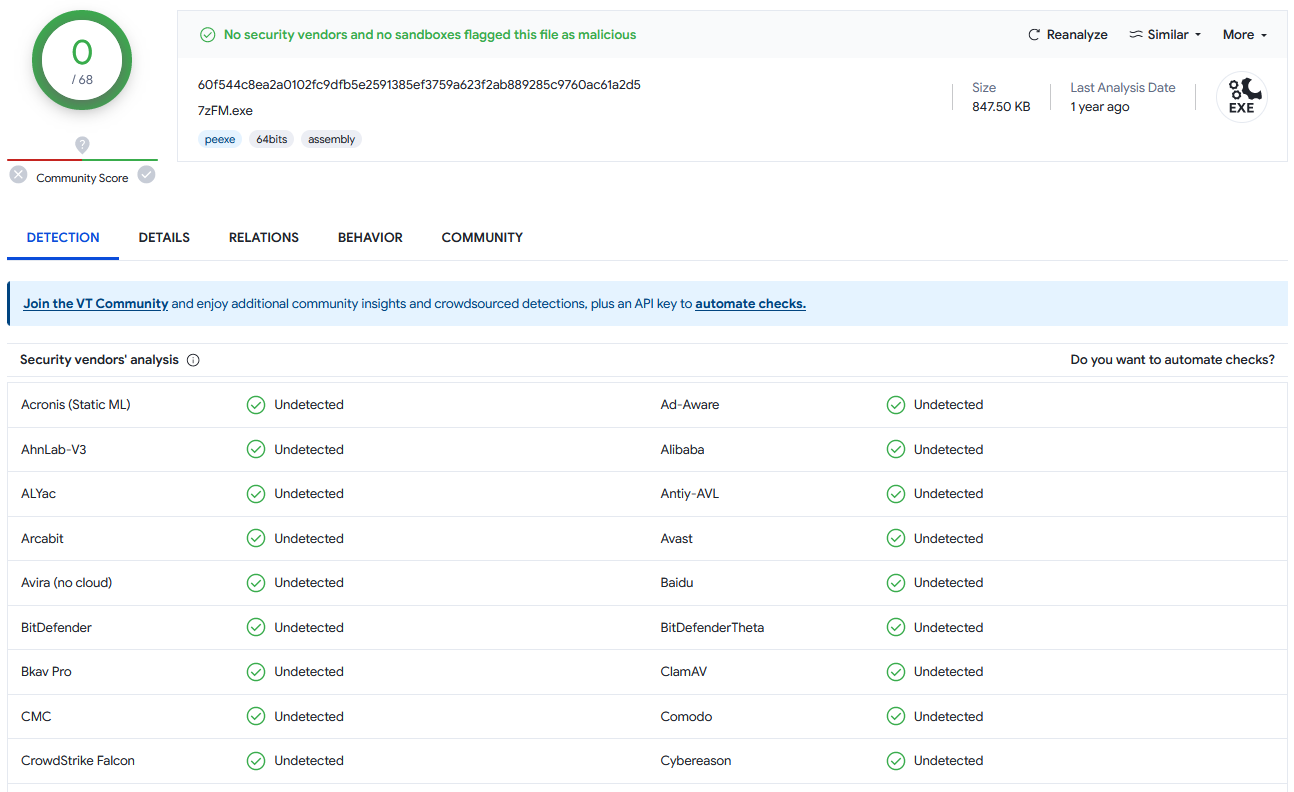 0
/ 68
?
Community Score
No security vendors and no sandboxes flagged this file as malicious
Reanalyze
Similar
More
60f544c8ea2a0102fc9dfb5e2591385ef3759a623f2ab889285c9760ac61a2d5
7zFM.exe
peexe 64bits assembly
Size
847.50 KB
Last Analysis Date
1 year ago
EXE
DETECTION DETAILS RELATIONS BEHAVIOR COMMUNITY
Join the VT Community and enjoy additional community insights and crowdsourced detections, plus an API key to automate checks.
Security vendors' analysis Do you want to automate checks?
Acronis (Static ML) Undetected Ad-Aware Undetected
AhnLab-V3 Undetected Alibaba Undetected
ALYac Undetected Antiy-AVL Undetected
Arcabit Undetected Avast Undetected
Avira (no cloud) Undetected Baidu Undetected
BitDefender Undetected BitDefenderTheta Undetected
Bkav Pro Undetected ClamAV Undetected
CMC Undetected Comodo Undetected
CrowdStrike Falcon Undetected Cybereason Undetected